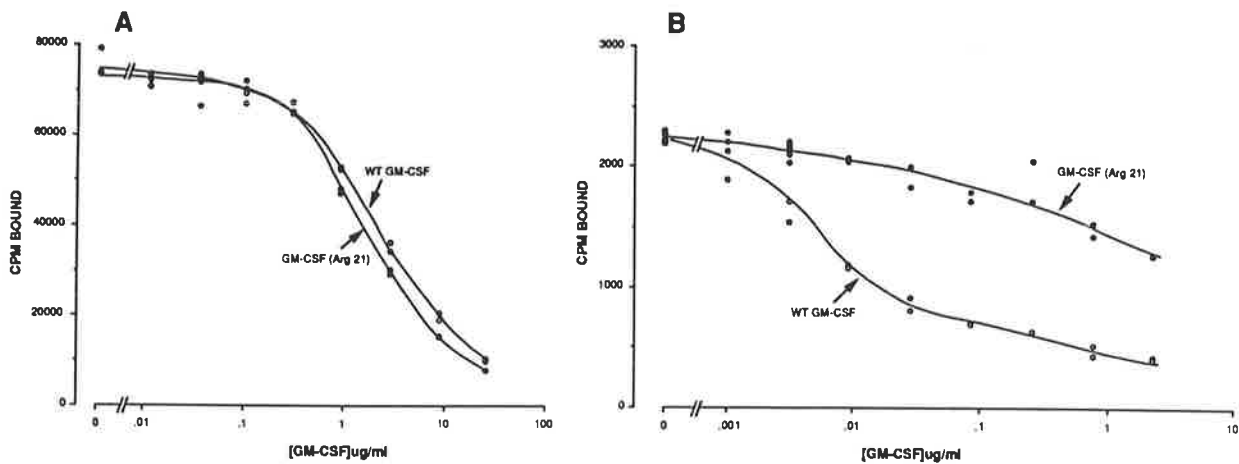 A
80000
60000
40000
20000
0
CPM BOUND
WT GM-CSF
GM-CSF (Arg 21)
0
.01
.1
1
10
100
[GM-CSF]ug/ml
B
3000
2000
1000
0
CPM BOUND
GM-CSF (Arg 21)
WT GM-CSF
0
.001
.01
.1
1
10
[GM-CSF]ug/ml